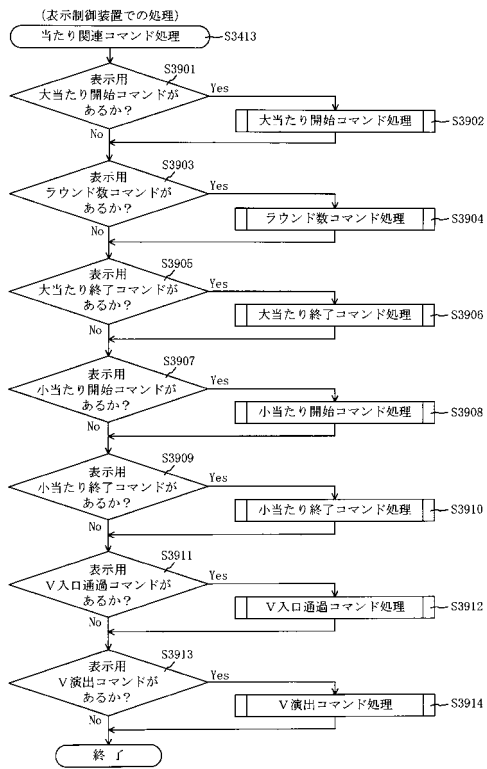 (表示制御装置での処理)
当たり関連コマンド処理
S3413
S3901
表示用
大当たり開始コマンドが
あるか？
Yes
No
大当たり開始コマンド処理
S3902
S3903
表示用
ラウンド数コマンドが
あるか？
Yes
No
ラウンド数コマンド処理
S3904
S3905
表示用
大当たり終了コマンドが
あるか？
Yes
No
大当たり終了コマンド処理
S3906
S3907
表示用
小当たり開始コマンドが
あるか？
Yes
No
小当たり開始コマンド処理
S3908
S3909
表示用
小当たり終了コマンドが
あるか？
Yes
No
小当たり終了コマンド処理
S3910
S3911
表示用
V入口通過コマンドが
あるか？
Yes
No
V入口通過コマンド処理
S3912
S3913
表示用
V演出コマンドが
あるか？
Yes
No
V演出コマンド処理
S3914
終了